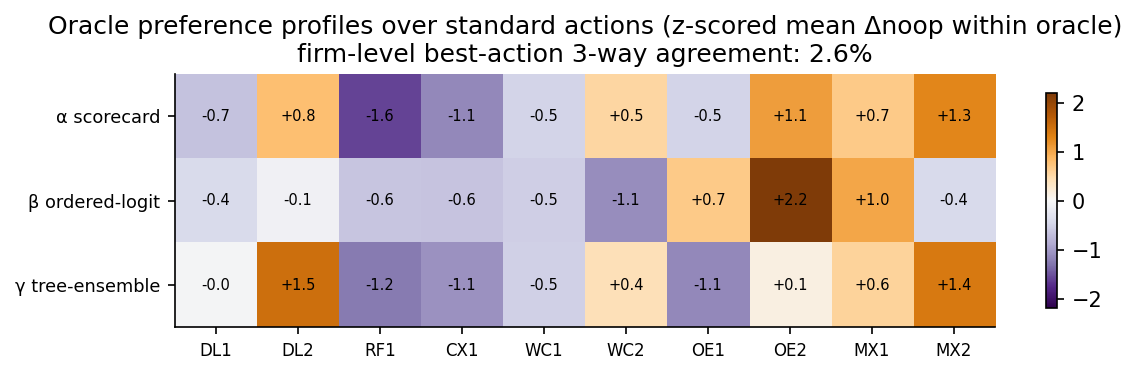 Oracle preference profiles over standard actions (z-scored mean Δnoop within oracle)
firm-level best-action 3-way agreement: 2.6%
α scorecard -0.7 +0.8 -1.6 -1.1 -0.5 +0.5 -0.5 +1.1 +0.7 +1.3
β ordered-logit -0.4 -0.1 -0.6 -0.6 -0.5 -1.1 +0.7 +2.2 +1.0 -0.4
γ tree-ensemble -0.0 +1.5 -1.2 -1.1 -0.5 +0.4 -1.1 +0.1 +0.6 +1.4
DL1 DL2 RF1 CX1 WC1 WC2 OE1 OE2 MX1 MX2
2
1
0
−1
−2